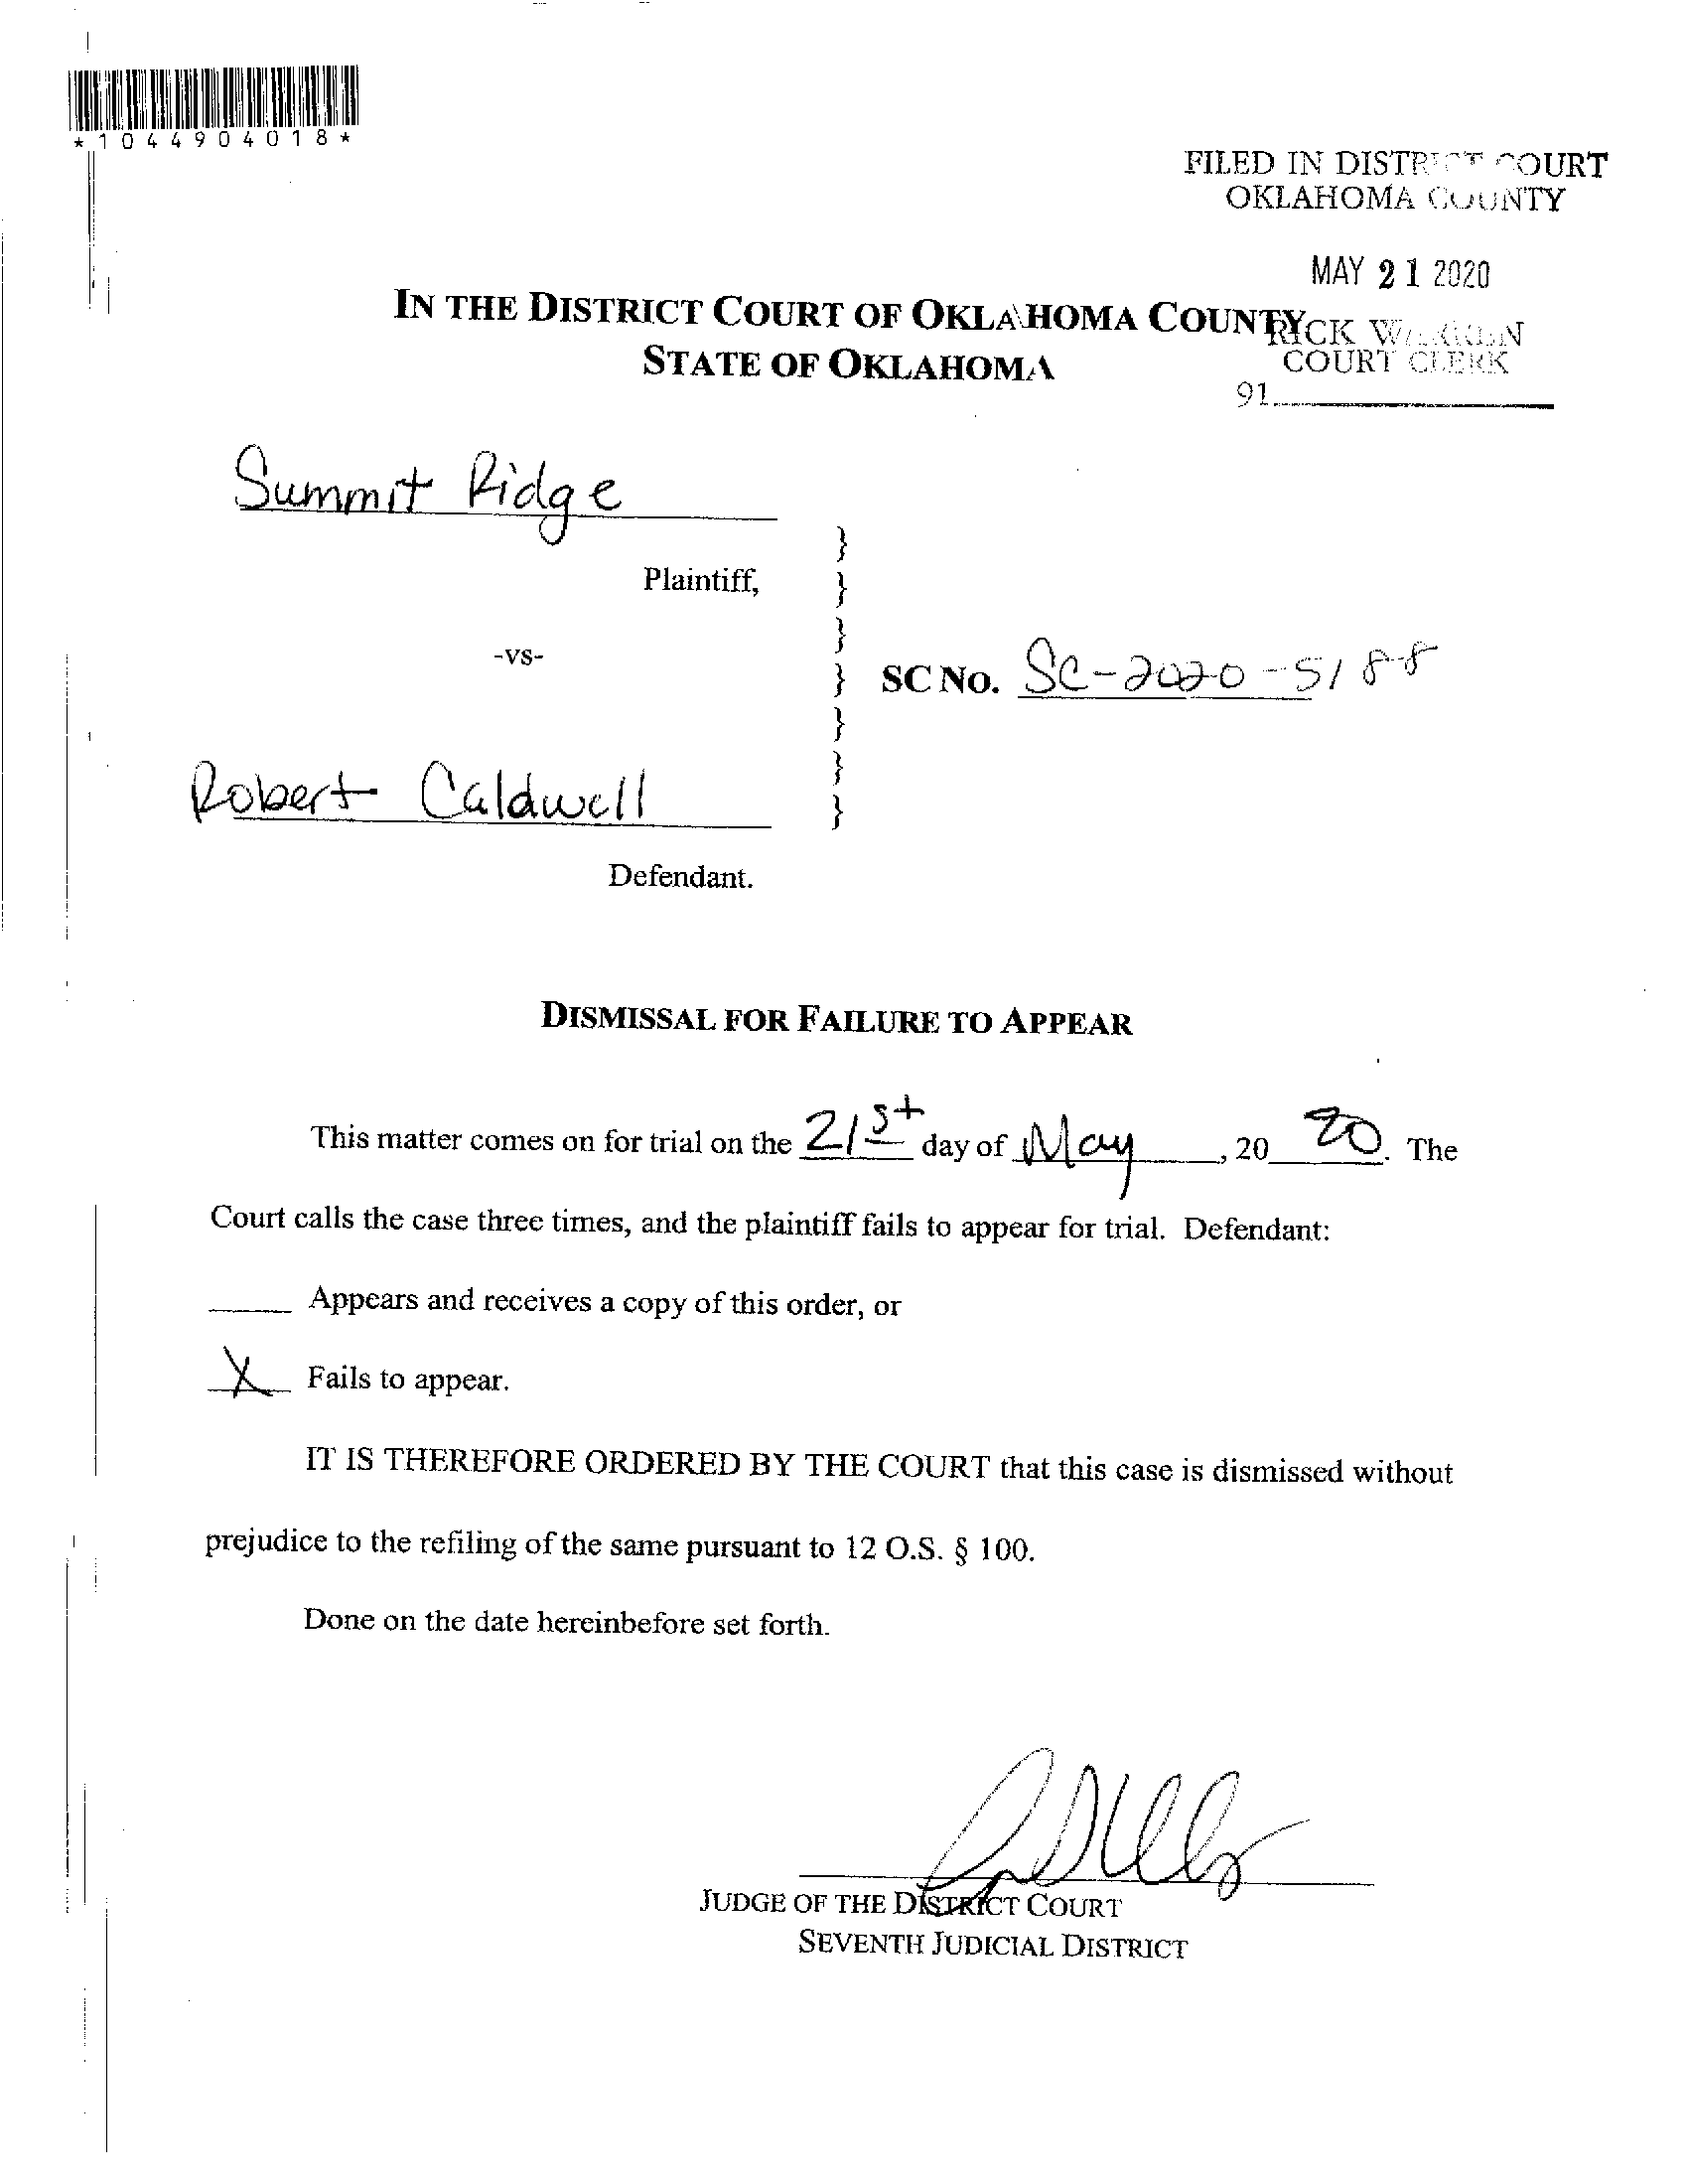 *1044904018*
FILED IN DISTRICT COURT
OKLAHOMA COUNTY
MAY 21 2020
RICK WARREN
COURT CLERK
91
IN THE DISTRICT COURT OF OKLAHOMA COUNTY
STATE OF OKLAHOMA
Summit Ridge
Plaintiff,
-vs-
SC NO. SC-2020-5188
Robert Caldwell
Defendant.
}
}
}
}
}
}
}
DISMISSAL FOR FAILURE TO APPEAR
This matter comes on for trial on the 21st day of May, 20 20. The
Court calls the case three times, and the plaintiff fails to appear for trial. Defendant:
____ Appears and receives a copy of this order, or
X Fails to appear.
IT IS THEREFORE ORDERED BY THE COURT that this case is dismissed without
prejudice to the refiling of the same pursuant to 12 O.S. § 100.
Done on the date hereinbefore set forth.
JUDGE OF THE DISTRICT COURT
SEVENTH JUDICIAL DISTRICT